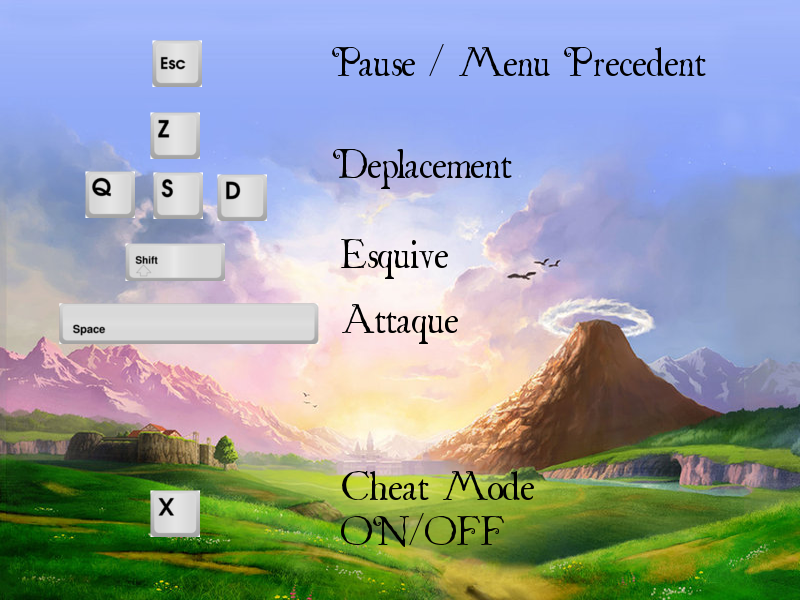 Esc Pause / Menu Precedent
Z
Q S D Deplacement
Shift Esquive
Space Attaque
X Cheat Mode
ON/OFF